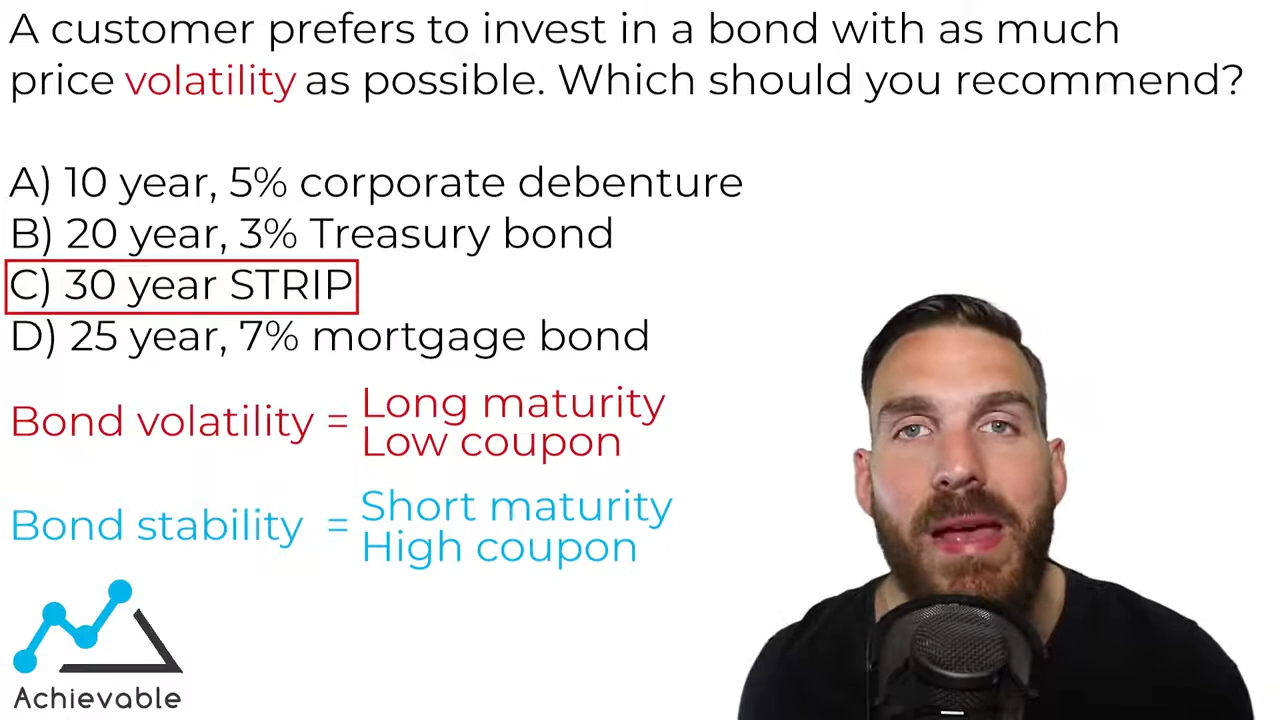 A customer prefers to invest in a bond with as much
price volatility as possible. Which should you recommend?
A) 10 year, 5% corporate debenture
B) 20 year, 3% Treasury bond
C) 30 year STRIP
D) 25 year, 7% mortgage bond
Bond volatility = Long maturity
Low coupon
Bond stability = Short maturity
High coupon
Achievable